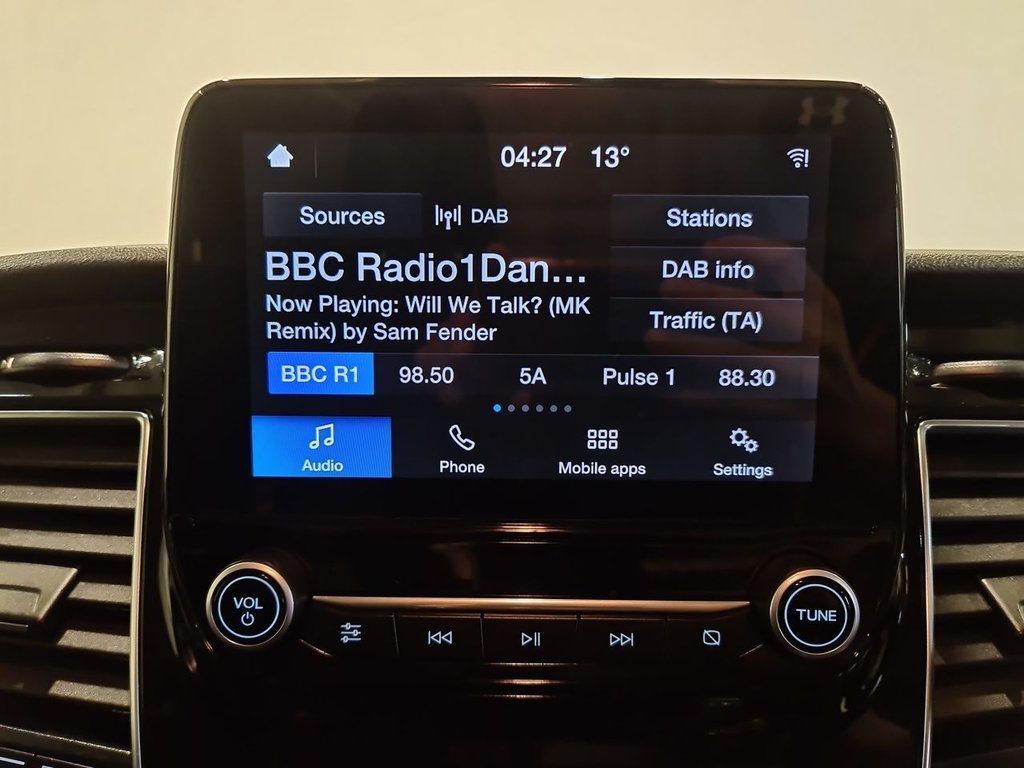 04:27 13°
Sources DAB Stations
BBC Radio1Dan...
DAB info
Now Playing: Will We Talk? (MK
Remix) by Sam Fender
Traffic (TA)
BBC R1 98.50 5A Pulse 1 88.30
Audio Phone Mobile apps Settings
VOL TUNE